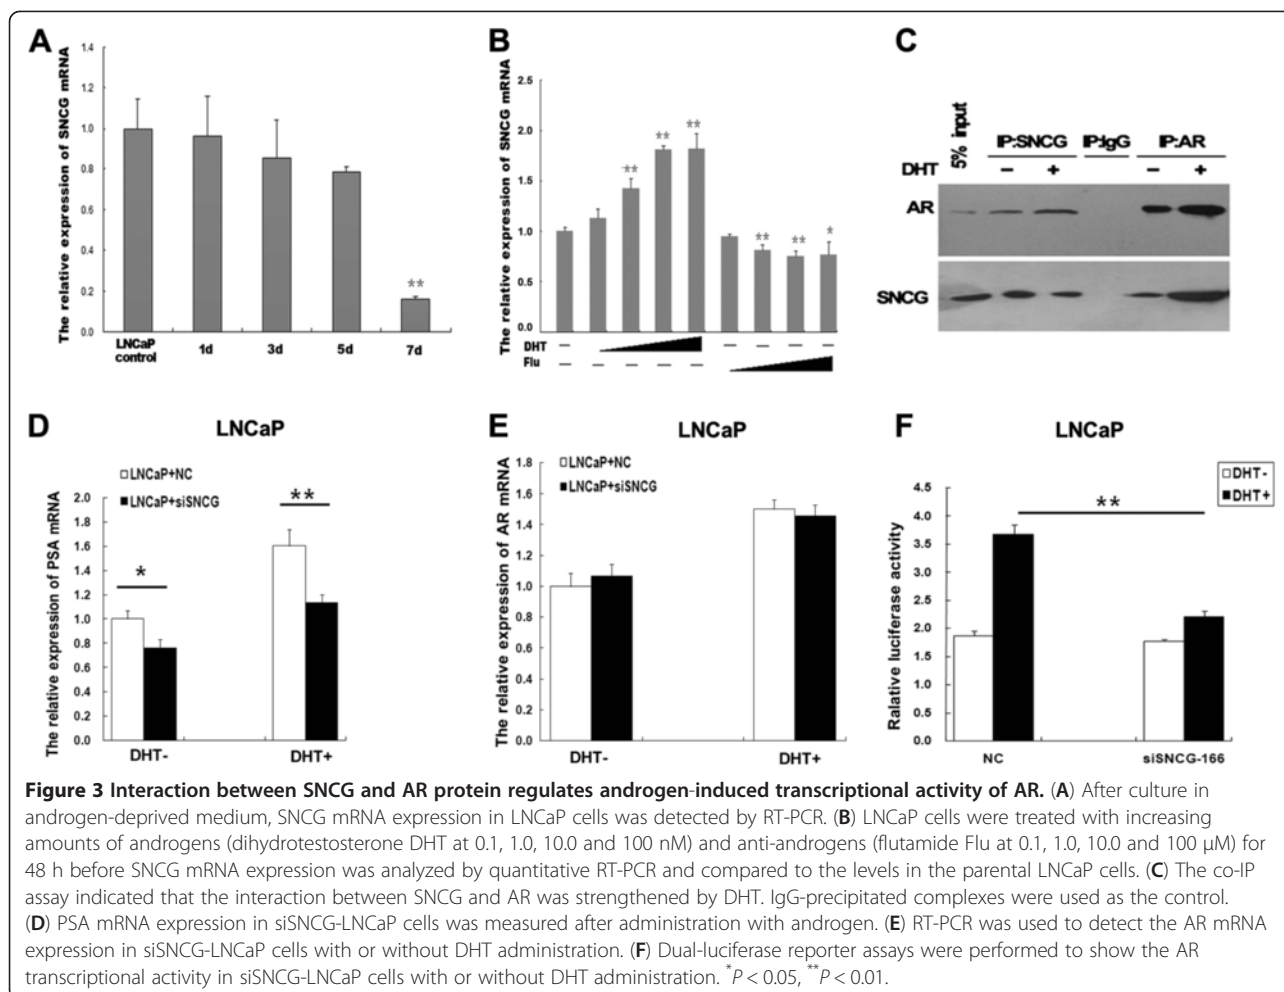 A
The relative expression of SNCG mRNA
1.4
1.2
1.0
0.8
0.6
0.4
0.2
0.0
**
LNCaP control
1d
3d
5d
7d
B
The relative expression of SNCG mRNA
2.5
2.0
1.5
1.0
0.5
0.0
**
**
**
**
**
*
DHT – – – – –
Flu – – – – –
C
5% input
IP:SNCG IP:IgG IP:AR
DHT – + – +
AR
SNCG
D
LNCaP
LNCaP+NC
LNCaP+siSNCG
The relative expression of PSA mRNA
2.0
1.8
1.6
1.4
1.2
1.0
0.8
0.6
0.4
0.2
0.0
*
**
DHT- DHT+
E
LNCaP
LNCaP+NC
LNCaP+siSNCG
The relative expression of AR mRNA
1.8
1.6
1.4
1.2
1.0
0.8
0.6
0.4
0.2
0.0
DHT- DHT+
F
LNCaP
DHT-
DHT+
Ralative luciferase activity
4.5
4.0
3.5
3.0
2.5
2.0
1.5
1.0
0.5
0.0
**
NC siSNCG-166
Figure 3 Interaction between SNCG and AR protein regulates androgen-induced transcriptional activity of AR. (A) After culture in
androgen-deprived medium, SNCG mRNA expression in LNCaP cells was detected by RT-PCR. (B) LNCaP cells were treated with increasing
amounts of androgens (dihydrotestosterone DHT at 0.1, 1.0, 10.0 and 100 nM) and anti-androgens (flutamide Flu at 0.1, 1.0, 10.0 and 100 μM) for
48 h before SNCG mRNA expression was analyzed by quantitative RT-PCR and compared to the levels in the parental LNCaP cells. (C) The co-IP
assay indicated that the interaction between SNCG and AR was strengthened by DHT. IgG-precipitated complexes were used as the control.
(D) PSA mRNA expression in siSNCG-LNCaP cells was measured after administration with androgen. (E) RT-PCR was used to detect the AR mRNA
expression in siSNCG-LNCaP cells with or without DHT administration. (F) Dual-luciferase reporter assays were performed to show the AR
transcriptional activity in siSNCG-LNCaP cells with or without DHT administration. *P < 0.05, **P < 0.01.